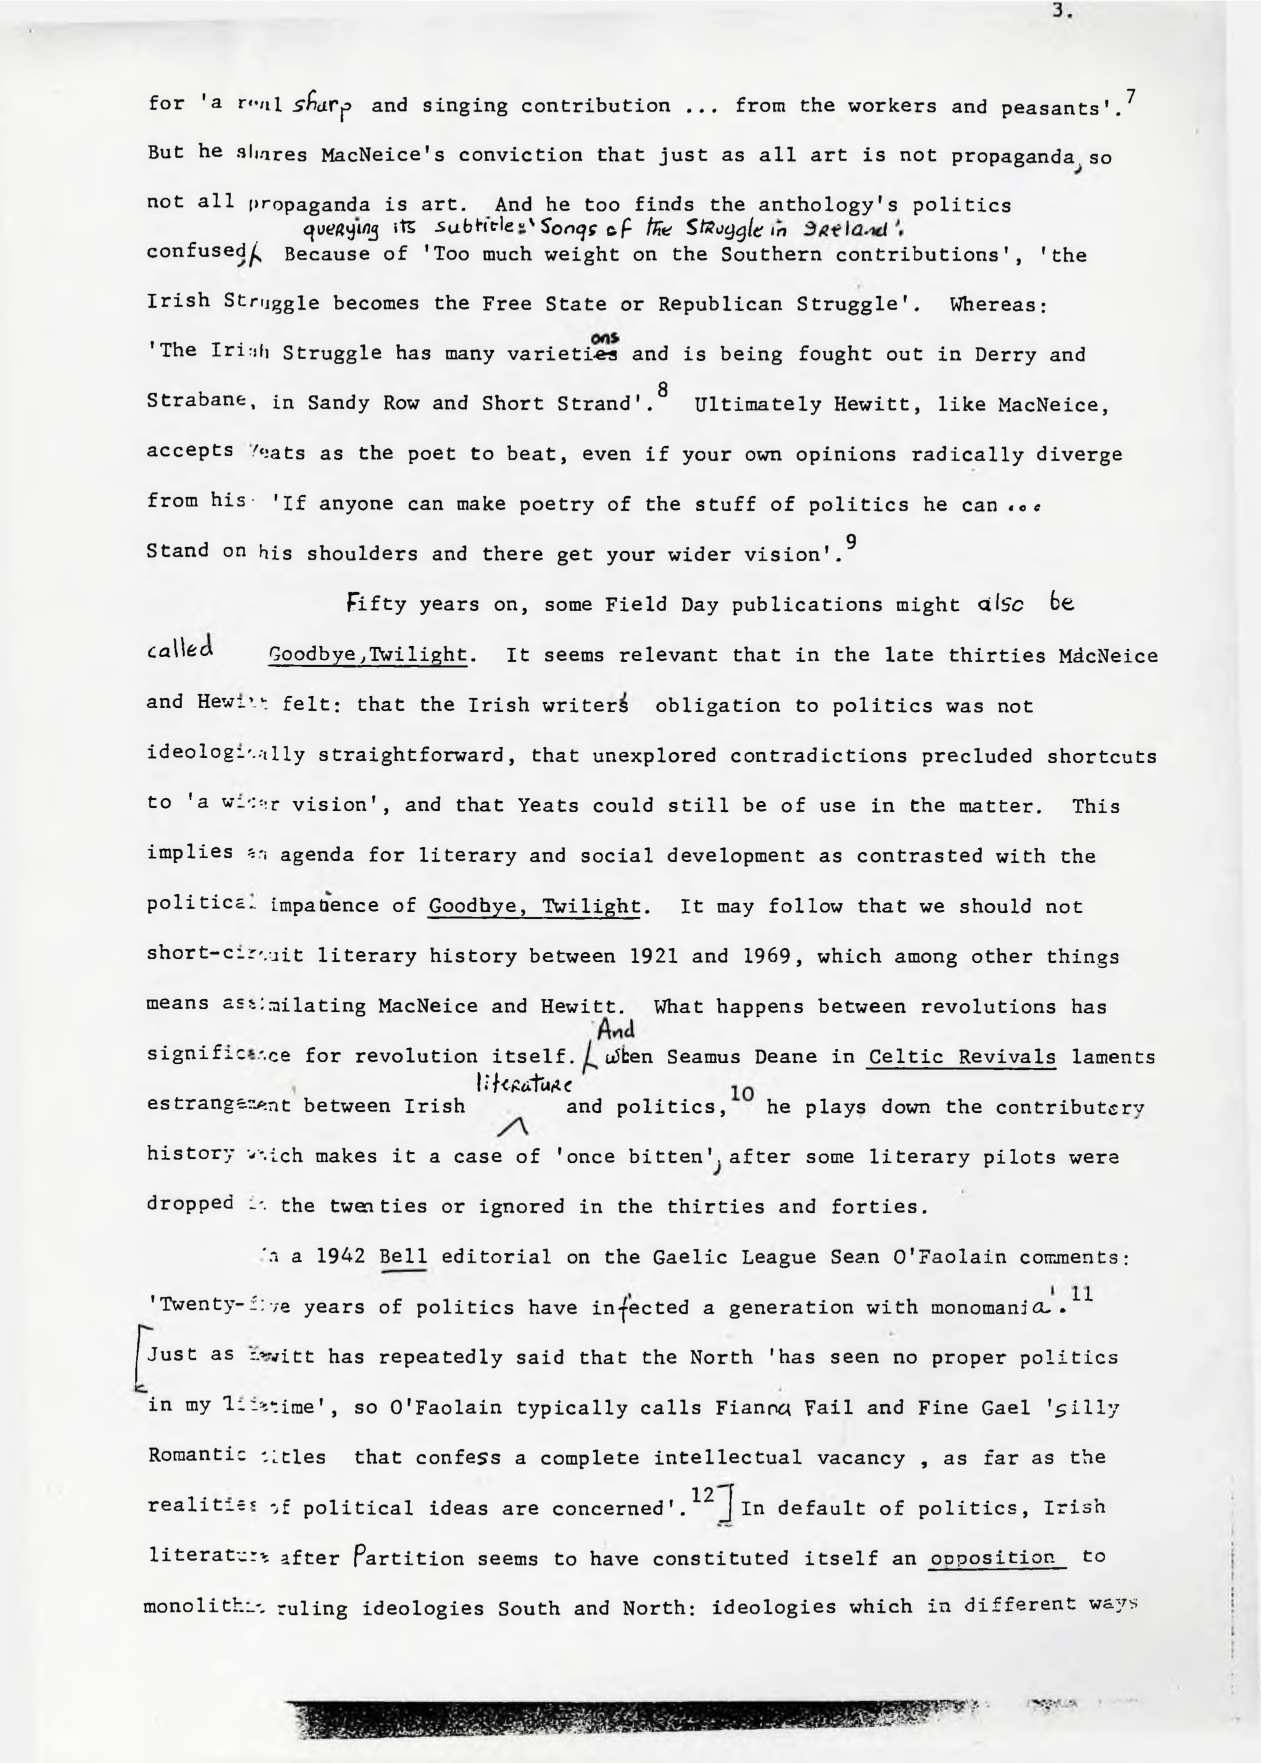 3.
for 'a real sharp and singing contribution ... from the workers and peasants'.7
But he shares MacNeice's conviction that just as all art is not propaganda, so
not all propaganda is art. And he too finds the anthology's politics
querying its subtitle: 'Songs of the Struggle in Ireland'.
confused, Because of 'Too much weight on the Southern contributions', 'the
Irish Struggle becomes the Free State or Republican Struggle'. Whereas:
ons
'The Irish Struggle has many varieties and is being fought out in Derry and
Strabane, in Sandy Row and Short Strand'.8 Ultimately Hewitt, like MacNeice,
accepts Yeats as the poet to beat, even if your own opinions radically diverge
from his 'If anyone can make poetry of the stuff of politics he can ...
Stand on his shoulders and there get your wider vision'.9
Fifty years on, some Field Day publications might also be
called Goodbye, Twilight. It seems relevant that in the late thirties MacNeice
and Hewitt felt: that the Irish writer's obligation to politics was not
ideologically straightforward, that unexplored contradictions precluded shortcuts
to 'a wider vision', and that Yeats could still be of use in the matter. This
implies an agenda for literary and social development as contrasted with the
political impatience of Goodbye, Twilight. It may follow that we should not
short-circuit literary history between 1921 and 1969, which among other things
means assimilating MacNeice and Hewitt. What happens between revolutions has
And
significance for revolution itself. when Seamus Deane in Celtic Revivals laments
literature
estrangement between Irish and politics,10 he plays down the contributory
history which makes it a case of 'once bitten', after some literary pilots were
dropped in the twenties or ignored in the thirties and forties.
In a 1942 Bell editorial on the Gaelic League Sean O'Faolain comments:
'Twenty-five years of politics have infected a generation with monomania'.11
[Just as Hewitt has repeatedly said that the North 'has seen no proper politics
in my lifetime', so O'Faolain typically calls Fianna Fail and Fine Gael 'silly
Romantic titles that confess a complete intellectual vacancy , as far as the
realities of political ideas are concerned'.12] In default of politics, Irish
literature after Partition seems to have constituted itself an opposition to
monolithic ruling ideologies South and North: ideologies which in different ways